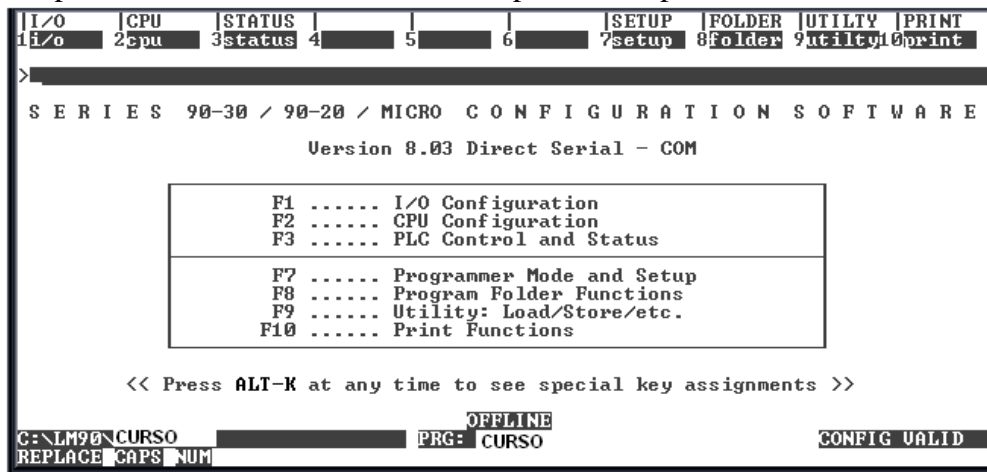 |I/O |CPU |STATUS | | | |SETUP |FOLDER |UTILTY |PRINT
1i/o 2cpu 3status 4 5 6 7setup 8folder 9utilty10print
>
S E R I E S 90-30 / 90-20 / MICRO C O N F I G U R A T I O N S O F T W A R E
Version 8.03 Direct Serial - COM
F1 ...... I/O Configuration
F2 ...... CPU Configuration
F3 ...... PLC Control and Status
F7 ...... Programmer Mode and Setup
F8 ...... Program Folder Functions
F9 ...... Utility: Load/Store/etc.
F10 ...... Print Functions
<< Press ALT-K at any time to see special key assignments >>
OFFLINE
C:\LM90\CURSO PRG: CURSO CONFIG VALID
REPLACE CAPS NUM